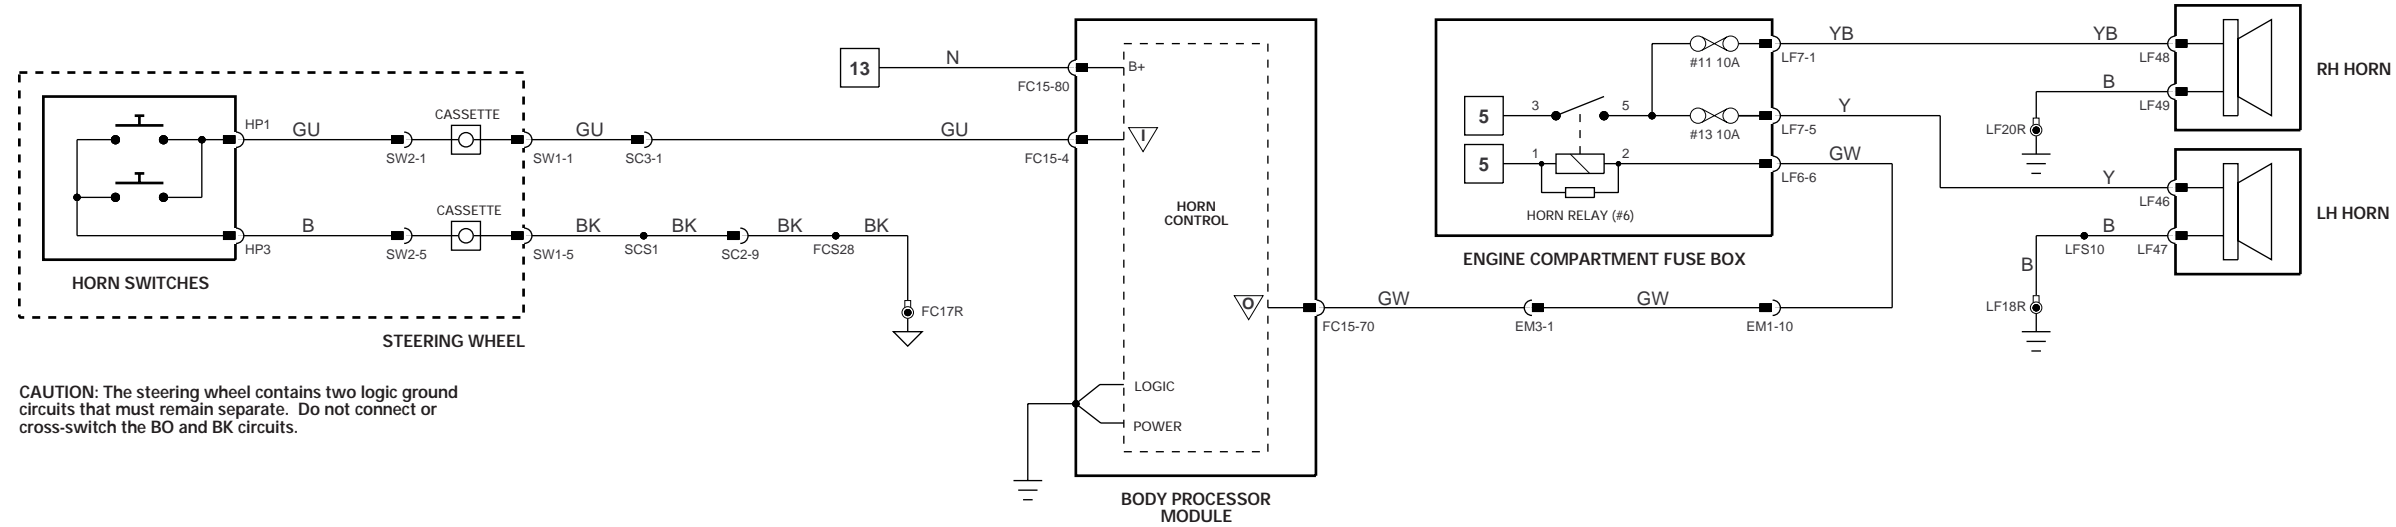 YB
YB
LF7-1
#11 10A
LF48
RH HORN
B
LF49
LF20R
13
N
B+
FC15-80
5
3
5
#13 10A
Y
LF7-5
CASSETTE
HP1
GU
GU
GU
SW2-1
SW1-1
SC3-1
FC15-4
I
5
1
2
GW
LF6-6
HORN RELAY (#6)
HORN
CONTROL
Y
LF46
LH HORN
CASSETTE
B
BK
BK
BK
BK
HP3
SW2-5
SW1-5
SCS1
SC2-9
FCS28
B
LFS10
LF47
B
LF18R
ENGINE COMPARTMENT FUSE BOX
HORN SWITCHES
FC17R
O
GW
GW
FC15-70
EM3-1
EM1-10
STEERING WHEEL
LOGIC
POWER
CAUTION: The steering wheel contains two logic ground
circuits that must remain separate. Do not connect or
cross-switch the BO and BK circuits.
BODY PROCESSOR
MODULE